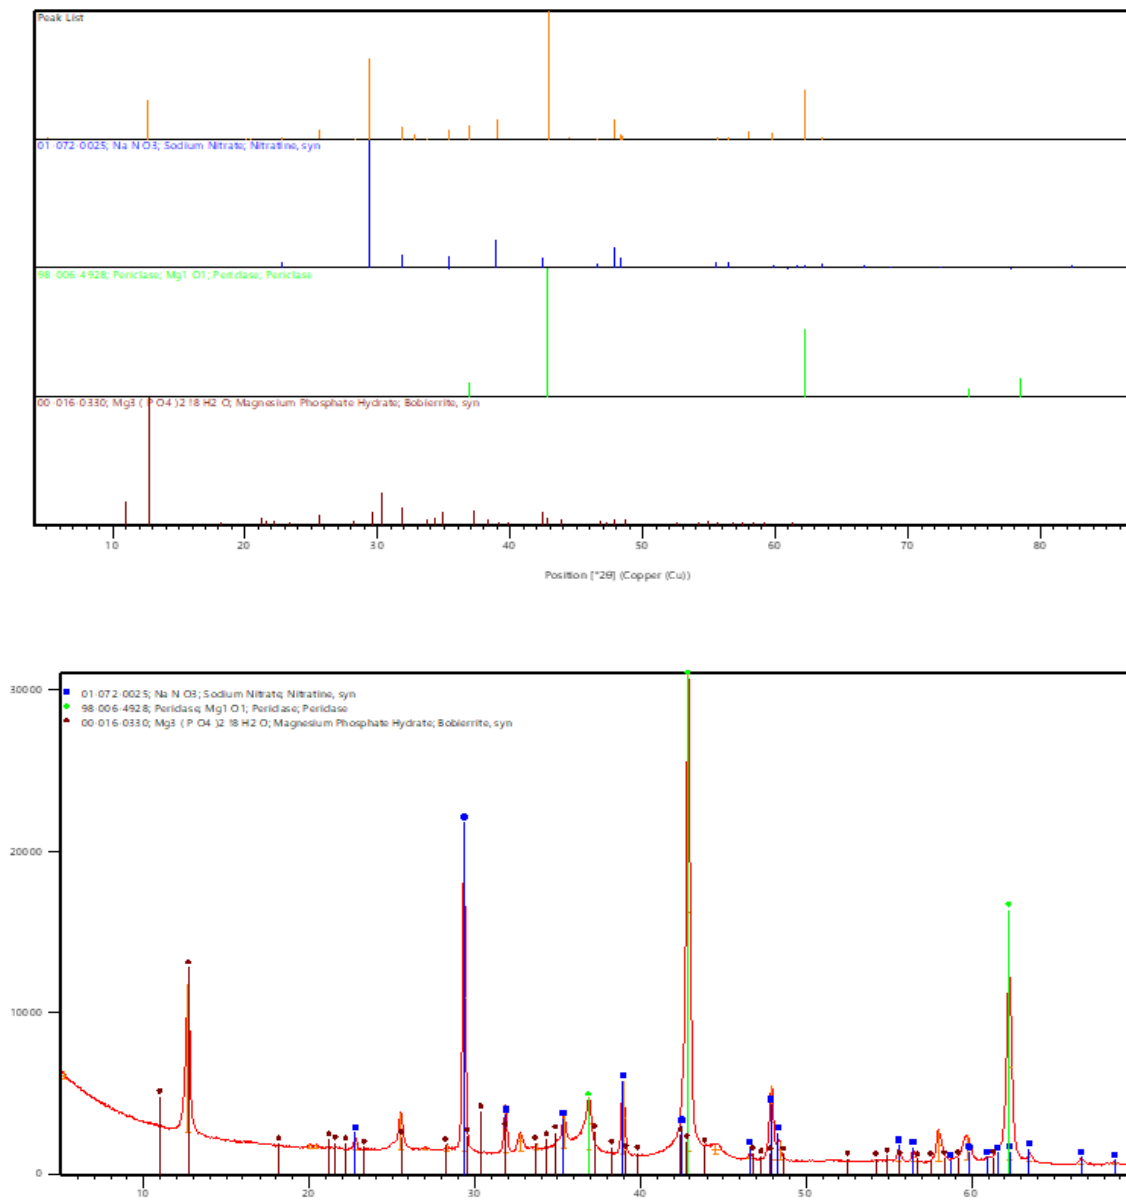 Peak List
01-072-0025; Na N O3; Sodium Nitrate; Nitratine, syn
98-006-4928; Periclase; Mg1 O1; Periclase; Periclase
00-016-0330; Mg3 ( P O4 )2 !8 H2 O; Magnesium Phosphate Hydrate; Bobierrite, syn
10 20 30 40 50 60 70 80
Position [°2θ] (Copper (Cu))
30000
01-072-0025; Na N O3; Sodium Nitrate; Nitratine, syn
98-006-4928; Periclase; Mg1 O1; Periclase; Periclase
00-016-0330; Mg3 ( P O4 )2 !8 H2 O; Magnesium Phosphate Hydrate; Bobierrite, syn
20000
10000
0
10 20 30 40 50 60